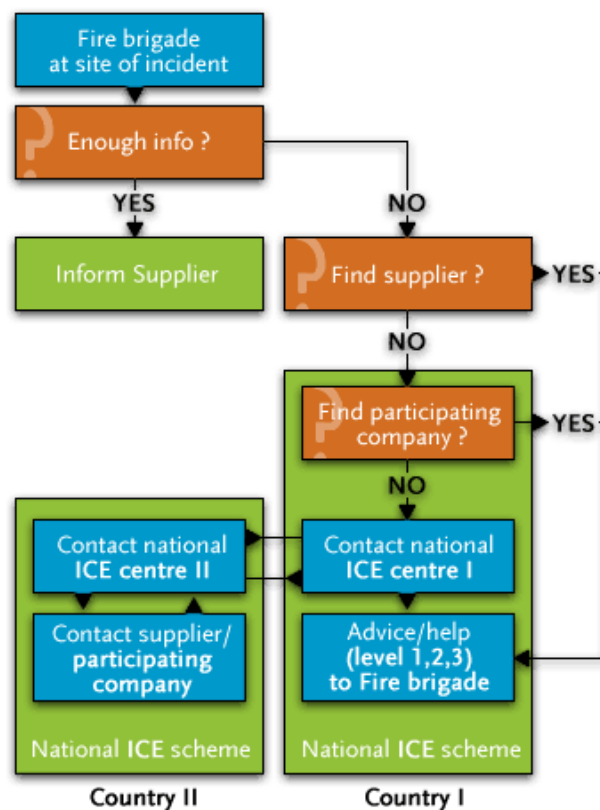 Fire brigade
at site of incident
?
Enough info ?
YES
NO
Inform Supplier
?
Find supplier ?
YES
NO
?
Find participating
company ?
YES
NO
Contact national
ICE centre II
Contact national
ICE centre I
Contact supplier/
participating
company
Advice/help
(level 1,2,3)
to Fire brigade
National ICE scheme
National ICE scheme
Country II
Country I